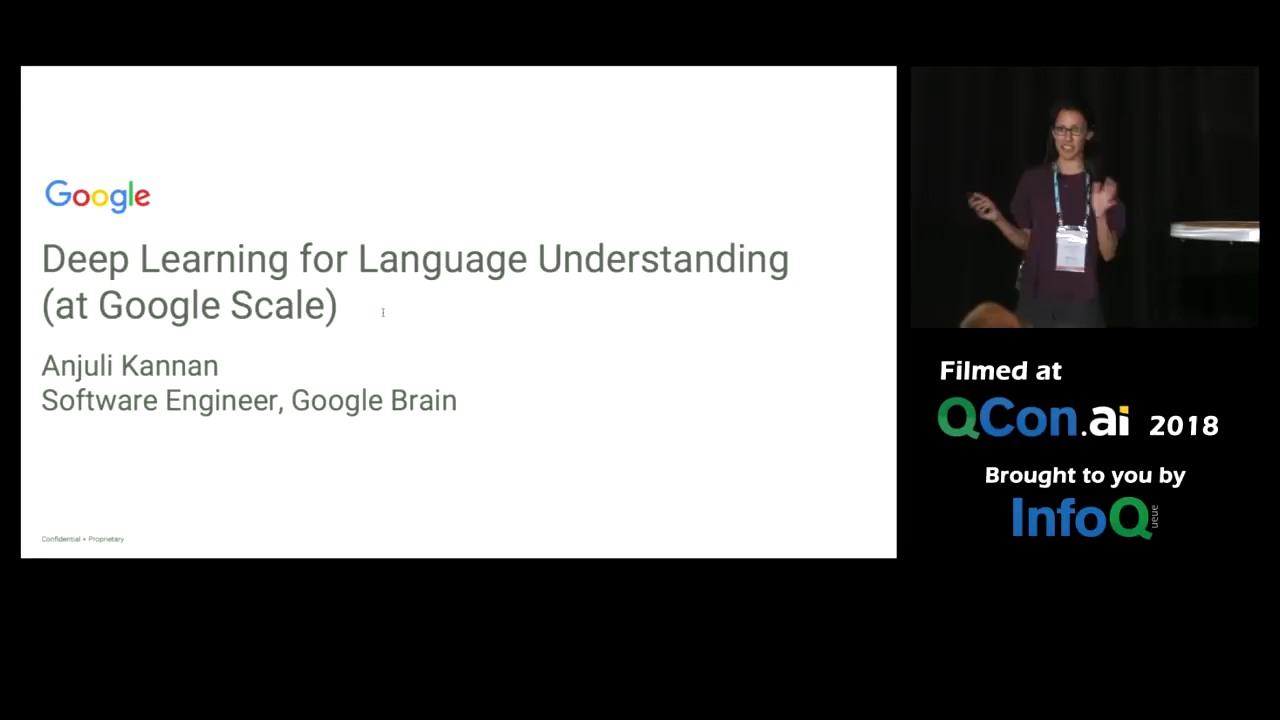 Google
Deep Learning for Language Understanding
(at Google Scale)
Anjuli Kannan
Software Engineer, Google Brain
Confidential + Proprietary
Filmed at
QCon.ai 2018
Brought to you by
InfoQ
ueue